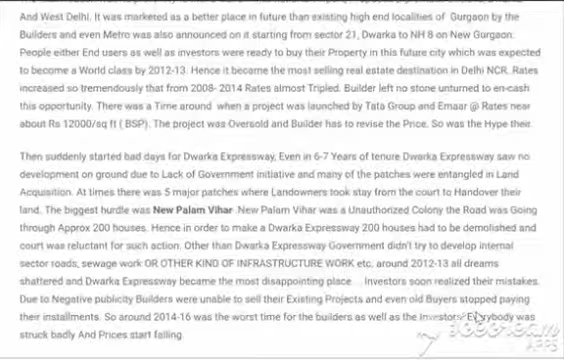 And West Delhi. It was marketed as a better place in future than existing high end localities of Gurgaon by the
Builders and even Metro was also announced on it starting from sector 21, Dwarka to NH 8 on New Gurgaon.
People either End users as well as investors were ready to buy their Property in this future city which was expected
to become a World class by 2012-13. Hence it became the most selling real estate destination in Delhi NCR. Rates
increased so tremendously that from 2008- 2014 Rates almost Tripled. Builder left no stone unturned to en-cash
this opportunity. There was a Time around when a project was launched by Tata Group and Emaar @ Rates near
about Rs 12000/sq ft ( BSP). The project was Oversold and Builder has to revise the Price. So was the Hype their.
Then suddenly started bad days for Dwarka Expressway, Even in 6-7 Years of tenure Dwarka Expressway saw no
development on ground due to Lack of Government initiative and many of the patches were entangled in Land
Acquisition. At times there was 5 major patches where Landowners took stay from the court to Handover their
land. The biggest hurdle was New Palam Vihar .New Palam Vihar was a Unauthorized Colony the Road was Going
through Approx 200 houses. Hence in order to make a Dwarka Expressway 200 houses had to be demolished and
court was reluctant for such action. Other than Dwarka Expressway Government didn't try to develop internal
sector roads, sewage work OR OTHER KIND OF INFRASTRUCTURE WORK etc. around 2012-13 all dreams
shattered and Dwarka Expressway became the most disappointing place... Investors soon realized their mistakes.
Due to Negative publicity Builders were unable to sell their Existing Projects and even old Buyers stopped paying
their installments. So around 2014-16 was the worst time for the builders as well as the Investors. Everybody was
struck badly And Prices start falling.
APPS